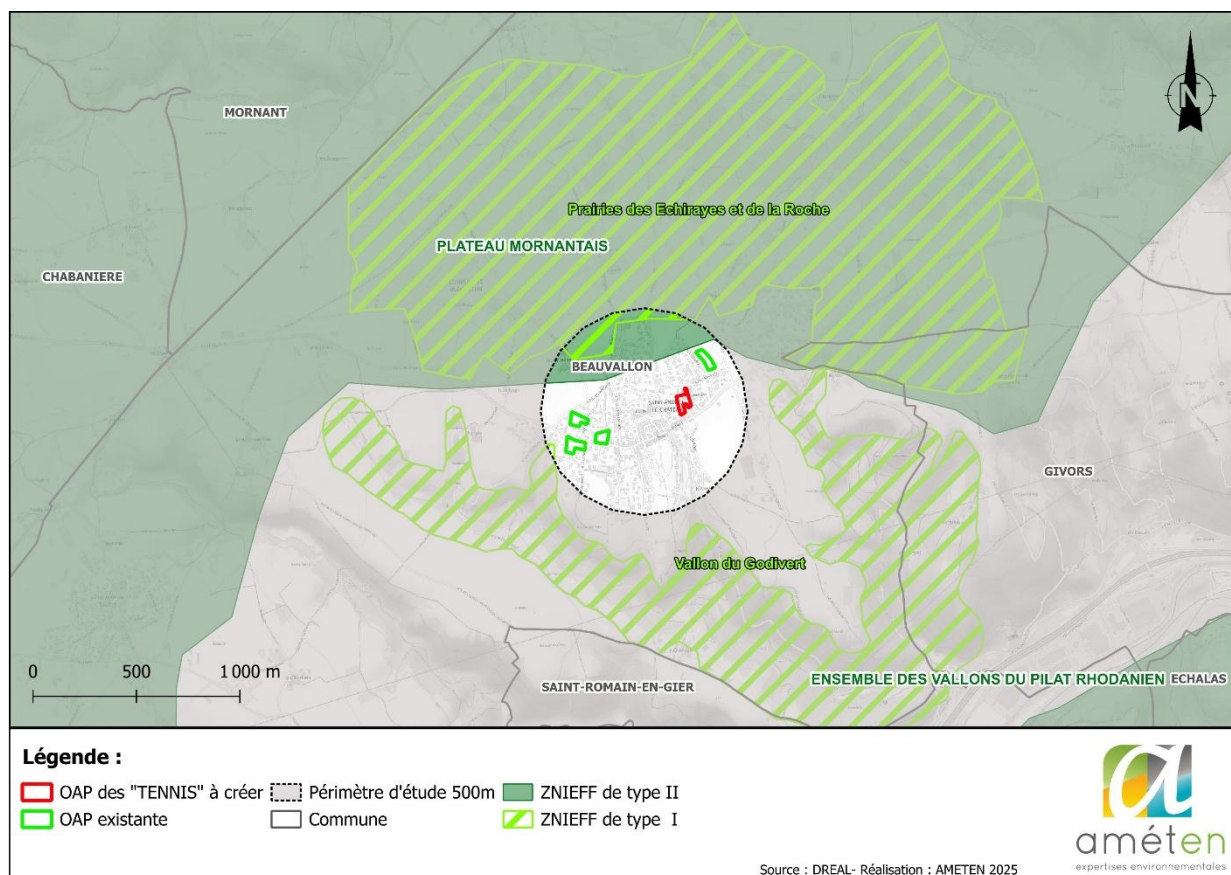 N
MORNANT
Prairies des Echirayes et de la Roche
PLATEAU MORNANTAIS
CHABANIERE
BEAUVALLON
GIVORS
Vallon du Godivert
0 500 1 000 m
SAINT-ROMAIN-EN-GIER
ENSEMBLE DES VALLONS DU PILAT RHODANIEN
ECHALAS
Légende :
OAP des "TENNIS" à créer
Périmètre d'étude 500m
ZNIEFF de type II
OAP existante
Commune
ZNIEFF de type I
améten
expertises environnementales
Source : DREAL- Réalisation : AMETEN 2025